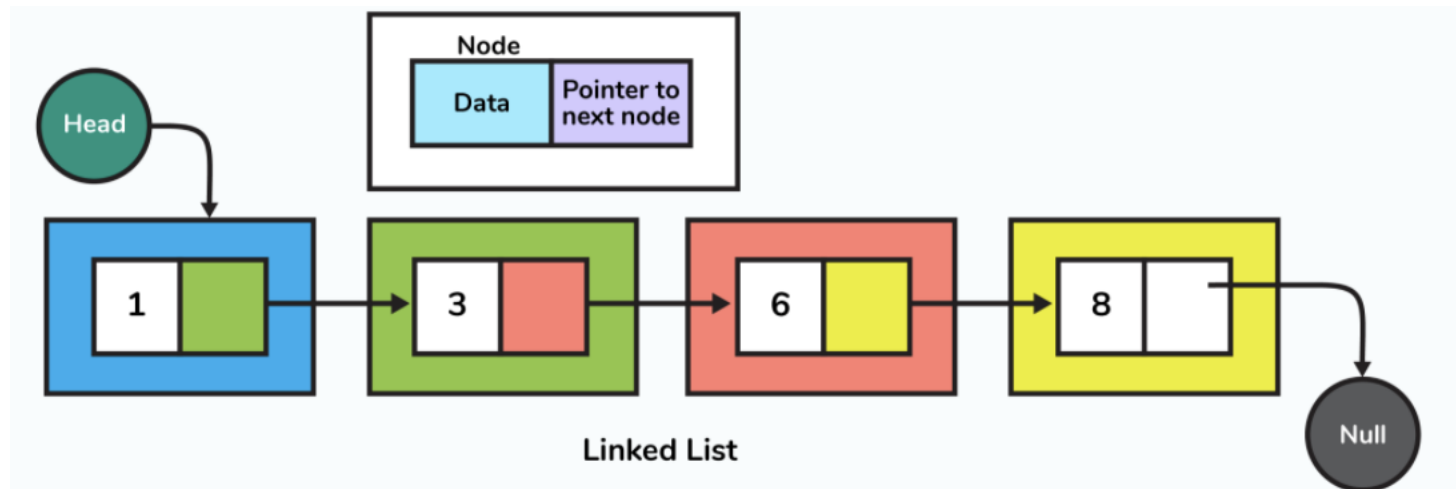 Node
Head
Data
Pointer to
next node
1
3
6
8
Null
Linked List